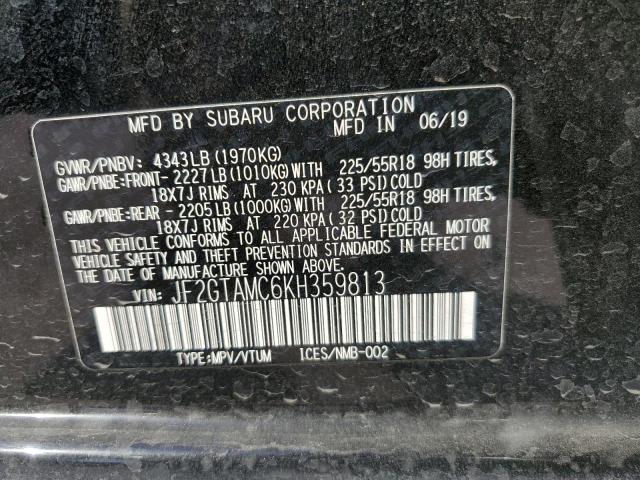 MFD BY SUBARU CORPORATION
MFD IN 06/19
GVWR/PNBV: 4343LB (1970KG)
GAWR/PNBE:FRONT- 2227LB (1010KG) WITH 225/55R18 98H TIRES,
18X7J RIMS AT 230 KPA (33 PSI) COLD
GAWR/PNBE:REAR - 2205LB (1000KG) WITH 225/55R18 98H TIRES,
18X7J RIMS AT 220 KPA (32 PSI) COLD
THIS VEHICLE CONFORMS TO ALL APPLICABLE FEDERAL MOTOR
VEHICLE SAFETY AND THEFT PREVENTION STANDARDS IN EFFECT ON
THE DATE OF MANUFACTURE SHOWN ABOVE.
VIN: JF2GTAMC6KH359813
TYPE:MPV/VTUM ICES/NMB-002